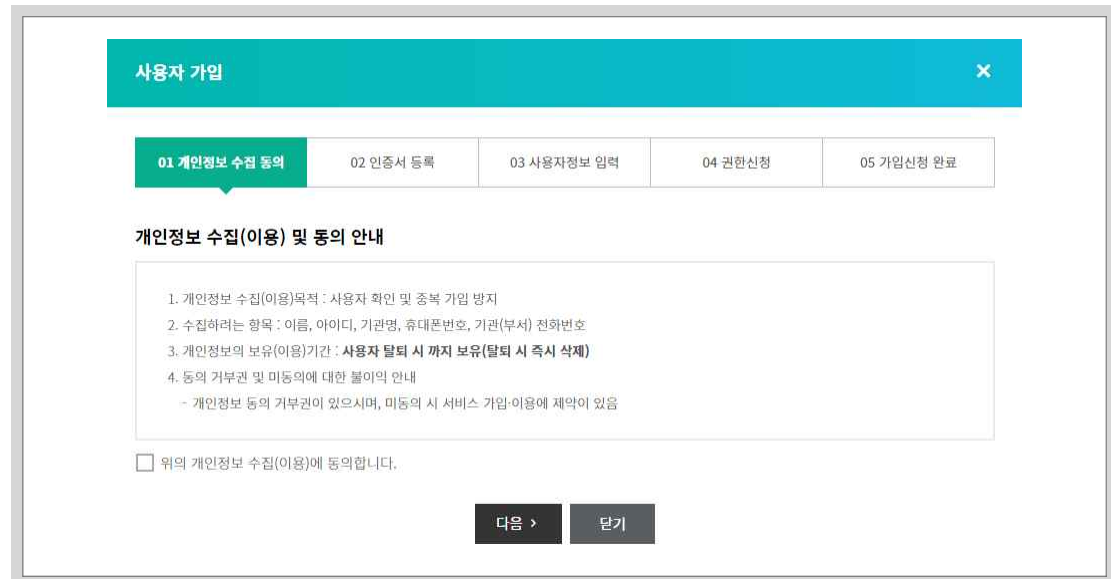 사용자 가입 ×
01 개인정보 수집 동의 02 인증서 등록 03 사용자정보 입력 04 권한신청 05 가입신청 완료
개인정보 수집(이용) 및 동의 안내
1. 개인정보 수집(이용)목적 : 사용자 확인 및 중복 가입 방지
2. 수집하려는 항목 : 이름, 아이디, 기관명, 휴대폰번호, 기관(부서) 전화번호
3. 개인정보의 보유(이용)기간 : 사용자 탈퇴 시 까지 보유(탈퇴 시 즉시 삭제)
4. 동의 거부권 및 미동의에 대한 불이익 안내
- 개인정보 동의 거부권이 있으시며, 미동의 시 서비스 가입·이용에 제약이 있음
위의 개인정보 수집(이용)에 동의합니다.
다음 › 닫기